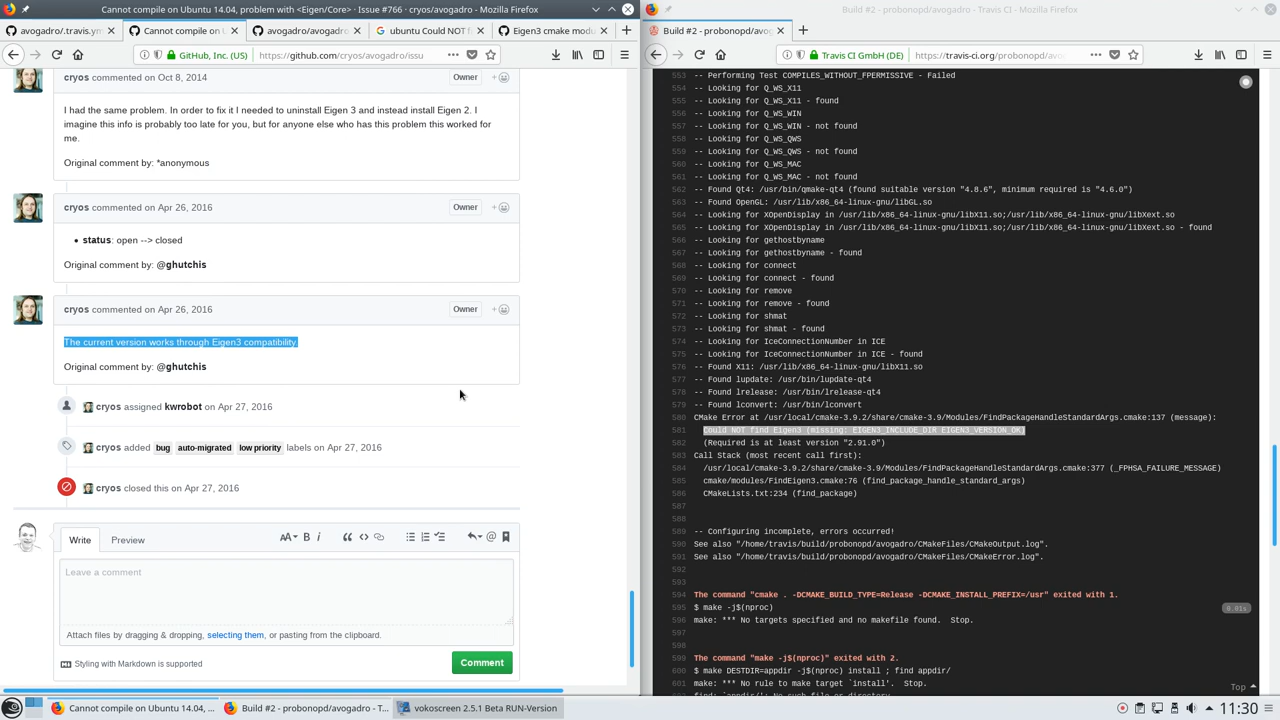 Cannot compile on Ubuntu 14.04, problem with <Eigen/Core> · Issue #766 · cryos/avogadro - Mozilla Firefox
avogadro/.travis.ym
Cannot compile on
avogadro/avogadro
ubuntu Could NOT f
Eigen3 cmake modu
GitHub, Inc. (US)
https://github.com/cryos/avogadro/issu
cryos commented on Oct 8, 2014
Owner
I had the same problem. In order to fix it I needed to uninstall Eigen 3 and instead install Eigen 2. I
imagine this info is probably too late for you, but for anyone else who has this problem this worked for
me.
Original comment by: *anonymous
cryos commented on Apr 26, 2016
Owner
status: open --> closed
Original comment by: @ghutchis
cryos commented on Apr 26, 2016
Owner
The current version works through Eigen3 compatibility.
Original comment by: @ghutchis
cryos assigned kwrobot on Apr 27, 2016
cryos added bug auto-migrated low priority labels on Apr 27, 2016
cryos closed this on Apr 27, 2016
Write
Preview
AA
B
i
Leave a comment
Attach files by dragging & dropping, selecting them, or pasting from the clipboard.
Styling with Markdown is supported
Comment
Build #2 - probonopd/avogadro - Travis CI - Mozilla Firefox
Build #2 - probonopd/avogadro
Travis CI GmbH (DE)
https://travis-ci.org/probonopd/avo
553 -- Performing Test COMPILES_WITHOUT_FPERMISSIVE - Failed
554 -- Looking for Q_WS_X11
555 -- Looking for Q_WS_X11 - found
556 -- Looking for Q_WS_WIN
557 -- Looking for Q_WS_WIN - not found
558 -- Looking for Q_WS_QWS
559 -- Looking for Q_WS_QWS - not found
560 -- Looking for Q_WS_MAC
561 -- Looking for Q_WS_MAC - not found
562 -- Found Qt4: /usr/bin/qmake-qt4 (found suitable version "4.8.6", minimum required is "4.6.0")
563 -- Found OpenGL: /usr/lib/x86_64-linux-gnu/libGL.so
564 -- Looking for XOpenDisplay in /usr/lib/x86_64-linux-gnu/libX11.so;/usr/lib/x86_64-linux-gnu/libXext.so
565 -- Looking for XOpenDisplay in /usr/lib/x86_64-linux-gnu/libX11.so;/usr/lib/x86_64-linux-gnu/libXext.so - found
566 -- Looking for gethostbyname
567 -- Looking for gethostbyname - found
568 -- Looking for connect
569 -- Looking for connect - found
570 -- Looking for remove
571 -- Looking for remove - found
572 -- Looking for shmat
573 -- Looking for shmat - found
574 -- Looking for IceConnectionNumber in ICE
575 -- Looking for IceConnectionNumber in ICE - found
576 -- Found X11: /usr/lib/x86_64-linux-gnu/libX11.so
577 -- Found lupdate: /usr/bin/lupdate-qt4
578 -- Found lrelease: /usr/bin/lrelease-qt4
579 -- Found lconvert: /usr/bin/lconvert
580 CMake Error at /usr/local/cmake-3.9.2/share/cmake-3.9/Modules/FindPackageHandleStandardArgs.cmake:137 (message):
581 Could NOT find Eigen3 (missing: EIGEN3_INCLUDE_DIR EIGEN3_VERSION_OK)
582 (Required is at least version "2.91.0")
583 Call Stack (most recent call first):
584 /usr/local/cmake-3.9.2/share/cmake-3.9/Modules/FindPackageHandleStandardArgs.cmake:377 (_FPHSA_FAILURE_MESSAGE)
585 cmake/modules/FindEigen3.cmake:76 (find_package_handle_standard_args)
586 CMakeLists.txt:234 (find_package)
587
588
589 -- Configuring incomplete, errors occurred!
590 See also "/home/travis/build/probonopd/avogadro/CMakeFiles/CMakeOutput.log".
591 See also "/home/travis/build/probonopd/avogadro/CMakeFiles/CMakeError.log".
592
593
594 The command "cmake . -DCMAKE_BUILD_TYPE=Release -DCMAKE_INSTALL_PREFIX=/usr" exited with 1.
595 $ make -j$(nproc)
0.01s
596 make: *** No targets specified and no makefile found. Stop.
597
598
599 The command "make -j$(nproc)" exited with 2.
600 $ make DESTDIR=appdir -j$(nproc) install ; find appdir/
601 make: *** No rule to make target `install'. Stop.
602 find: `appdir/': No such file or directory
Top
Cannot compile on Ubuntu 14.04, ...
Build #2 - probonopd/avogadro - T...
vokoscreen 2.5.1 Beta RUN-Version
11:30